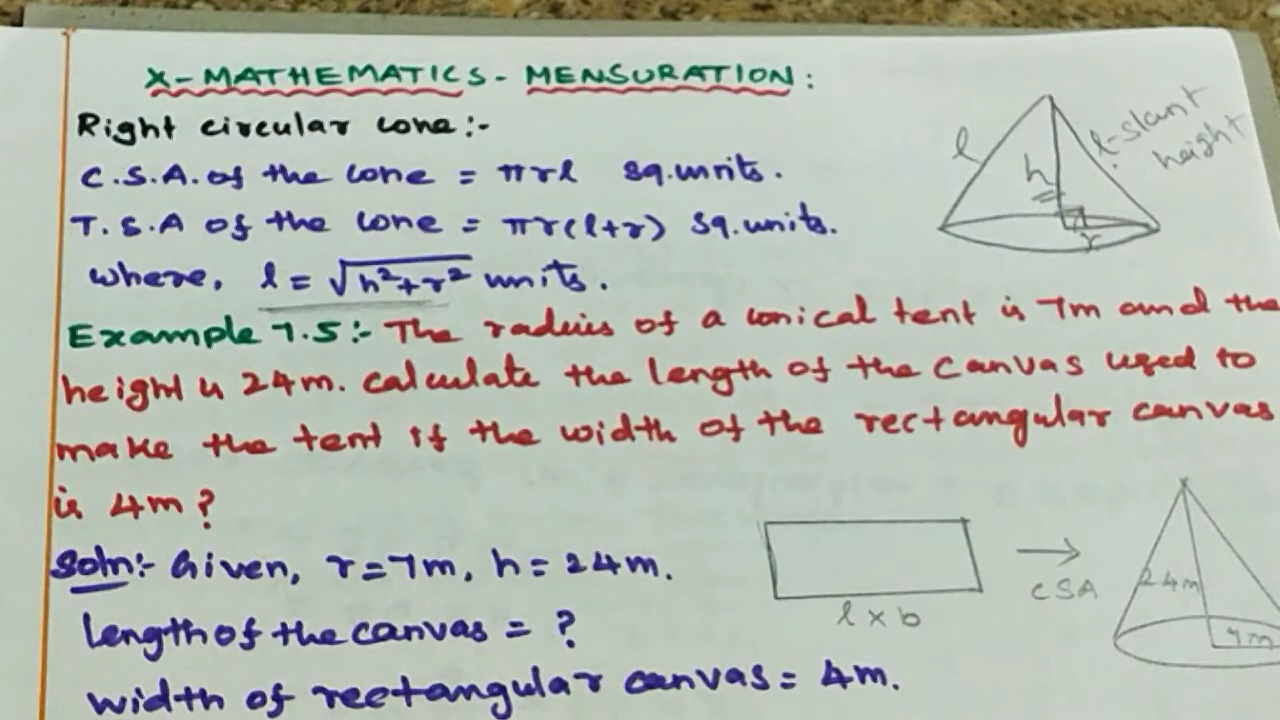 X-MATHEMATICS-MENSURATION:
Right circular cone:-
C.S.A. of the cone = πrl sq.units.
T.S.A of the cone = πr(l+r) sq.units.
where, l = √h²+r² units.
l
h
r
l-slant
height
Example 7.5:- The radius of a conical tent is 7m and the
height is 24m. calculate the length of the canvas used to
make the tent if the width of the rectangular canvas
is 4m?
Soln:- Given, r=7m, h=24m.
Length of the canvas = ?
width of rectangular canvas = 4m.
l x b
CSA
24m
7m